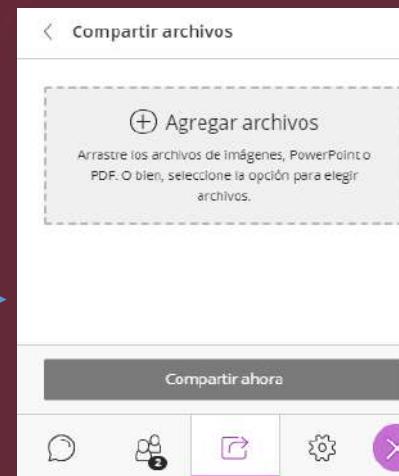 Compartir archivos
Agregar archivos
Arrastre los archivos de imágenes, PowerPoint o
PDF. O bien, seleccione la opción para elegir
archivos.
Compartir ahora
2